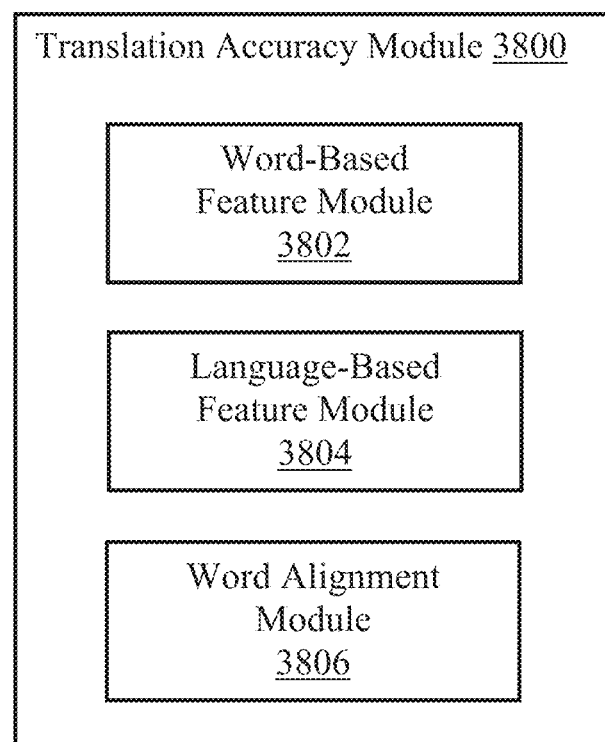 Translation Accuracy Module 3800
Word-Based
Feature Module
3802
Language-Based
Feature Module
3804
Word Alignment
Module
3806